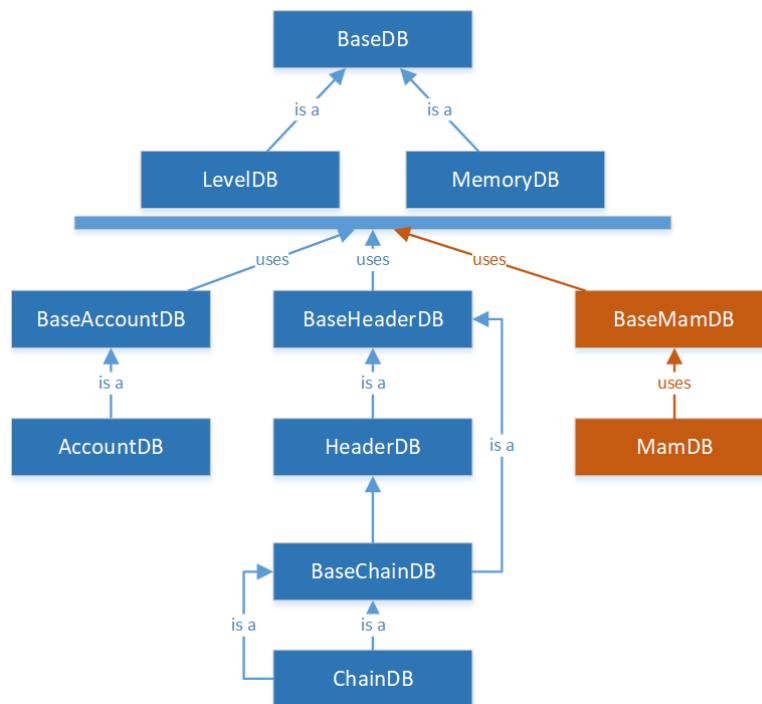 BaseDB
is a
is a
LevelDB
MemoryDB
uses
uses
uses
BaseAccountDB
BaseHeaderDB
BaseMamDB
is a
is a
uses
AccountDB
HeaderDB
is a
MamDB
BaseChainDB
is a
is a
ChainDB